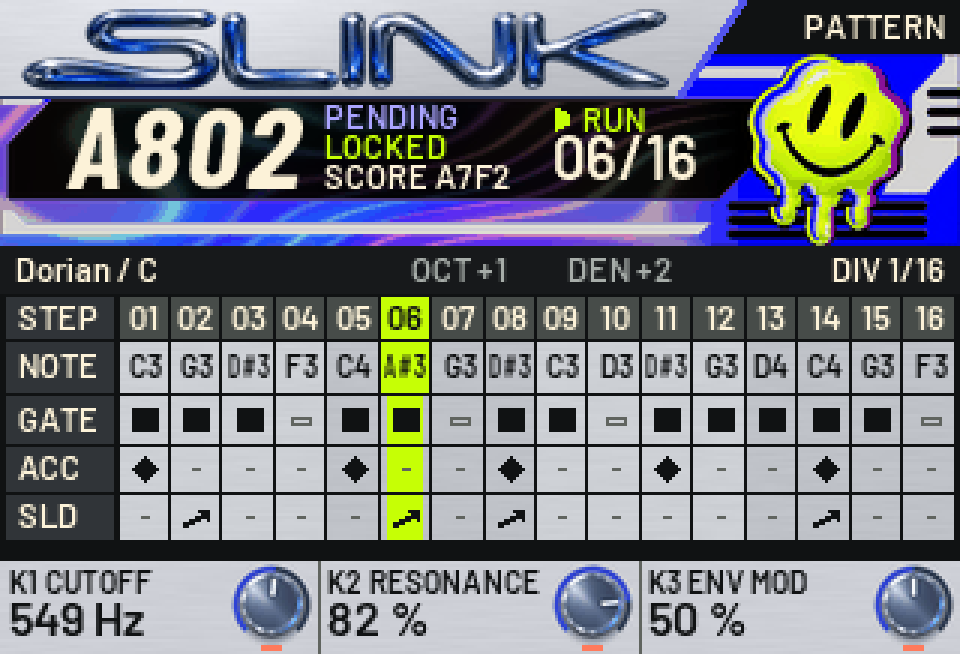 SLINK
PATTERN
A802
PENDING
LOCKED
SCORE A7F2
RUN
06/16
Dorian / C OCT +1 DEN +2 DIV 1/16
STEP 01 02 03 04 05 06 07 08 09 10 11 12 13 14 15 16
NOTE C3 G3 D#3 F3 C4 A#3 G3 D#3 C3 D3 D#3 G3 D4 C4 G3 F3
GATE
ACC - - - - - - - - - - -
SLD - - - - - - - - - - - -
K1 CUTOFF K2 RESONANCE K3 ENV MOD
549 Hz 82 % 50 %